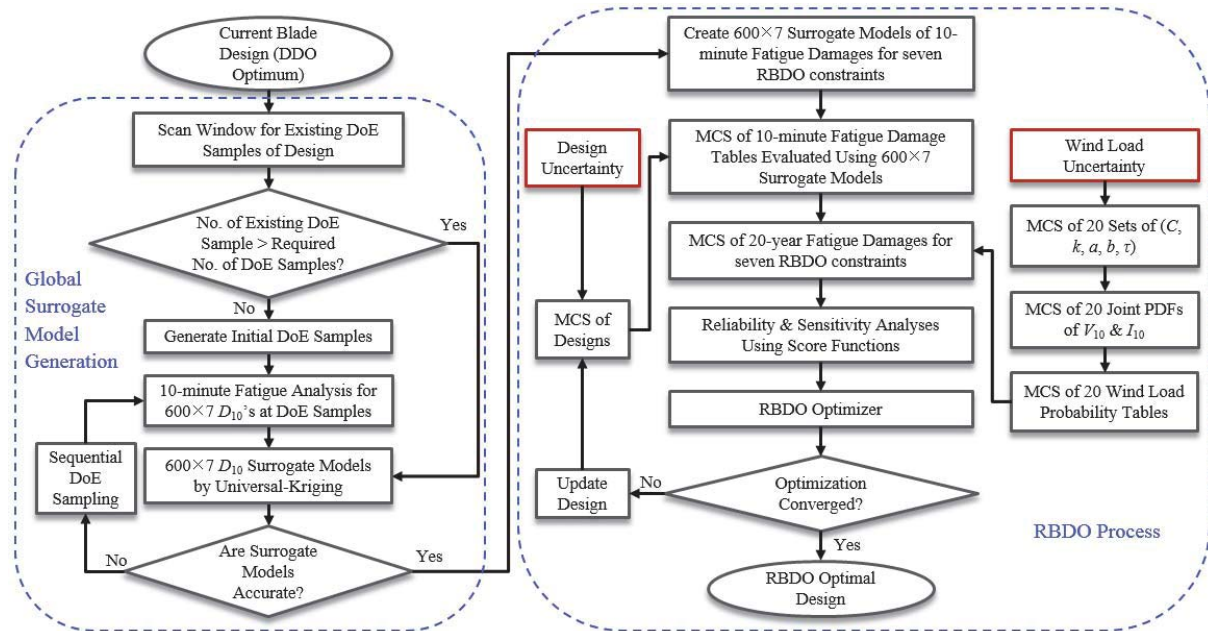 Current Blade
Design (DDO
Optimum)
Scan Window for Existing DoE
Samples of Design
No. of Existing DoE
Sample > Required
No. of DoE Samples?
Yes
No
Global
Surrogate
Model
Generation
Generate Initial DoE Samples
10-minute Fatigue Analysis for
600×7 D10's at DoE Samples
Sequential
DoE
Sampling
600×7 D10 Surrogate Models
by Universal-Kriging
No
Are Surrogate
Models
Accurate?
Yes
Create 600×7 Surrogate Models of 10-
minute Fatigue Damages for seven
RBDO constraints
Design
Uncertainty
MCS of 10-minute Fatigue Damage
Tables Evaluated Using 600×7
Surrogate Models
Wind Load
Uncertainty
MCS of 20-year Fatigue Damages for
seven RBDO constraints
MCS of 20 Sets of (C,
k, a, b, τ)
MCS of
Designs
Reliability & Sensitivity Analyses
Using Score Functions
MCS of 20 Joint PDFs
of V10 & I10
RBDO Optimizer
MCS of 20 Wind Load
Probability Tables
Update
Design
No
Optimization
Converged?
Yes
RBDO Process
RBDO Optimal
Design